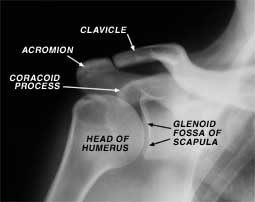 CLAVICLE
ACROMION
CORACOID
PROCESS
HEAD OF
HUMERUS
GLENOID
FOSSA OF
SCAPULA